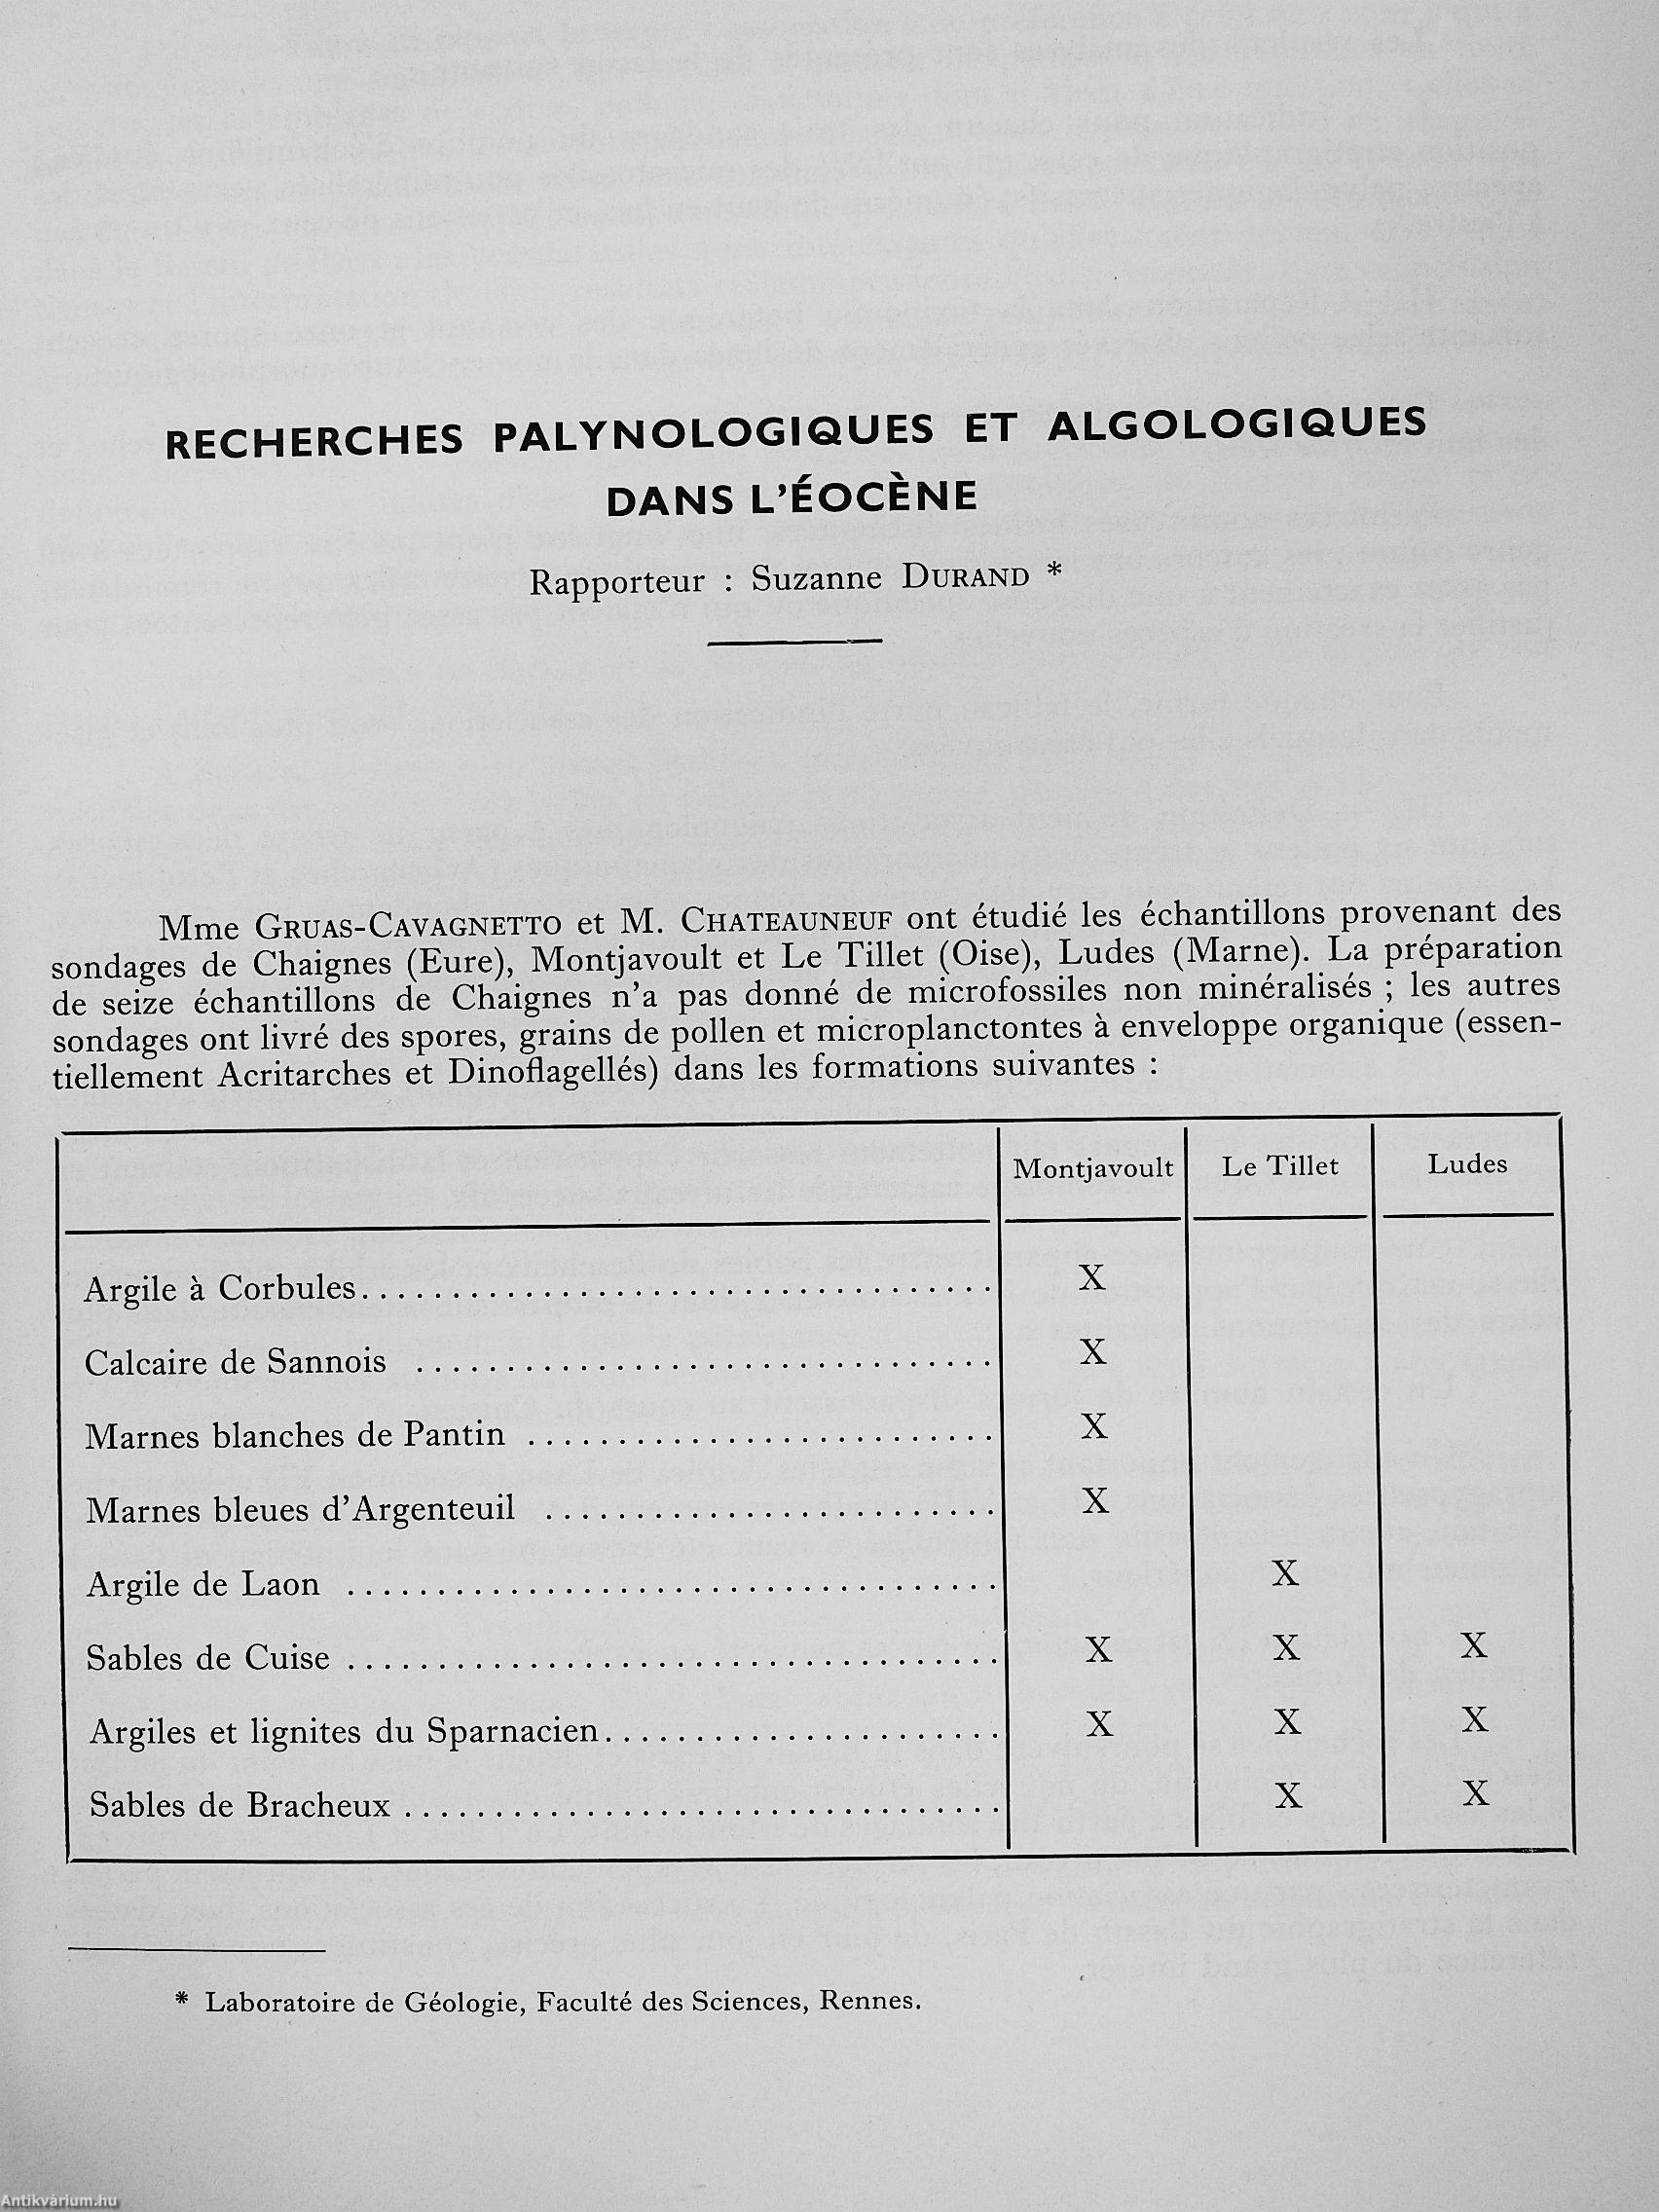 RECHERCHES PALYNOLOGIQUES ET ALGOLOGIQUES
DANS L'ÉOCÈNE
Rapporteur : Suzanne DURAND *
Mme GRUAS-CAVAGNETTO et M. CHATEAUNEUF ont étudié les échantillons provenant des
sondages de Chaignes (Eure), Montjavoult et Le Tillet (Oise), Ludes (Marne). La préparation
de seize échantillons de Chaignes n'a pas donné de microfossiles non minéralisés ; les autres
sondages ont livré des spores, grains de pollen et microplanctontes à enveloppe organique (essen-
tiellement Acritarches et Dinoflagellés) dans les formations suivantes :
Montjavoult Le Tillet Ludes
Argile à Corbules................................... X
Calcaire de Sannois ................................ X
Marnes blanches de Pantin .......................... X
Marnes bleues d'Argenteuil ......................... X
Argile de Laon .................................... X
Sables de Cuise .................................... X X X
Argiles et lignites du Sparnacien...................... X X X
Sables de Bracheux ................................. X X
* Laboratoire de Géologie, Faculté des Sciences, Rennes.
Antikvárium.hu